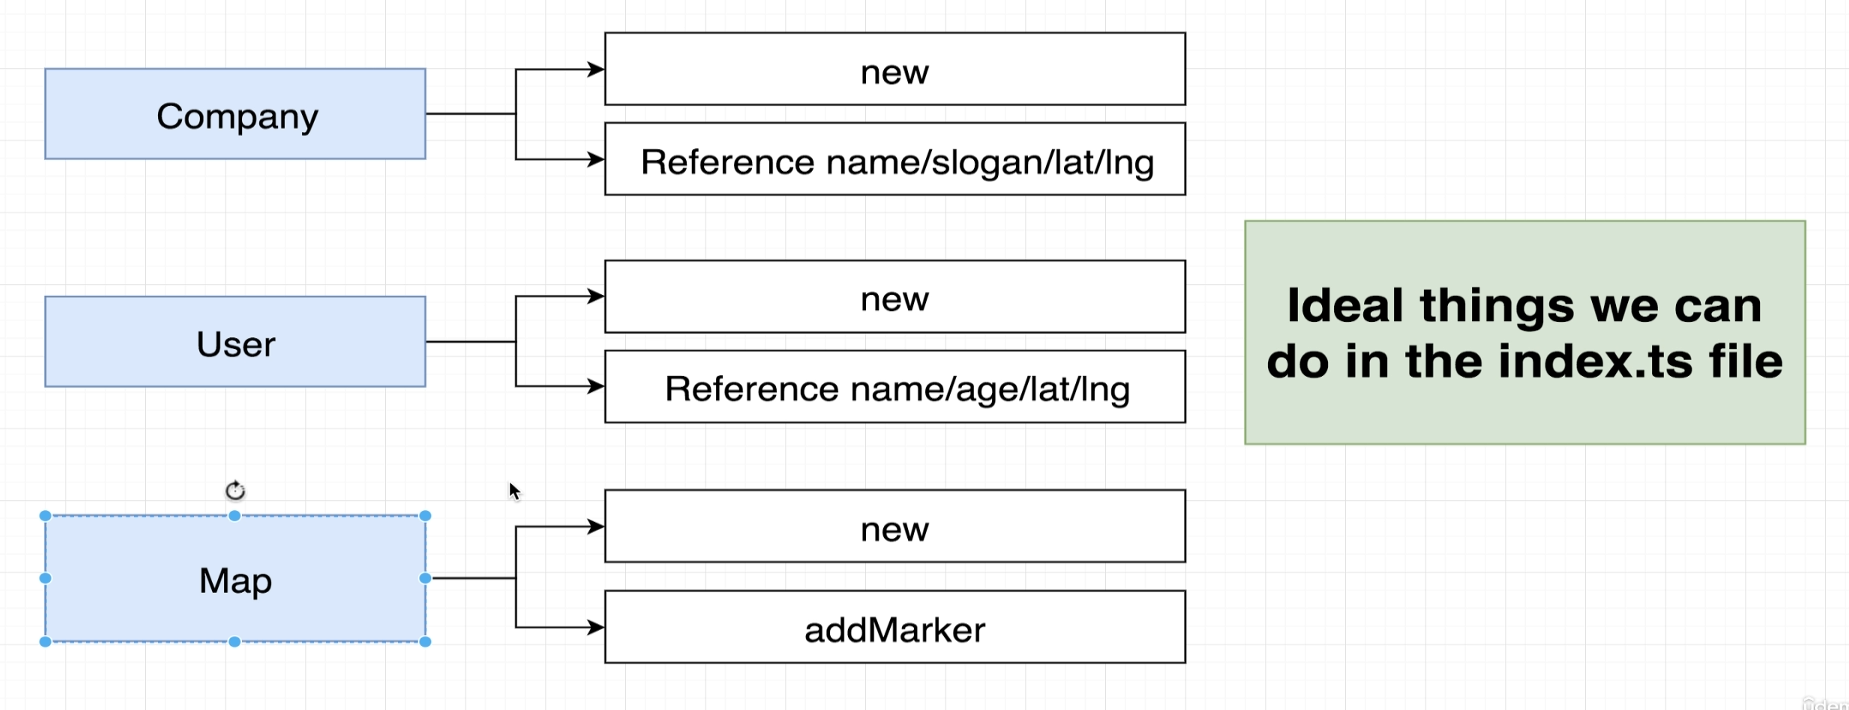 Company
new
Reference name/slogan/lat/lng
User
new
Reference name/age/lat/lng
Map
new
addMarker
Ideal things we can
do in the index.ts file